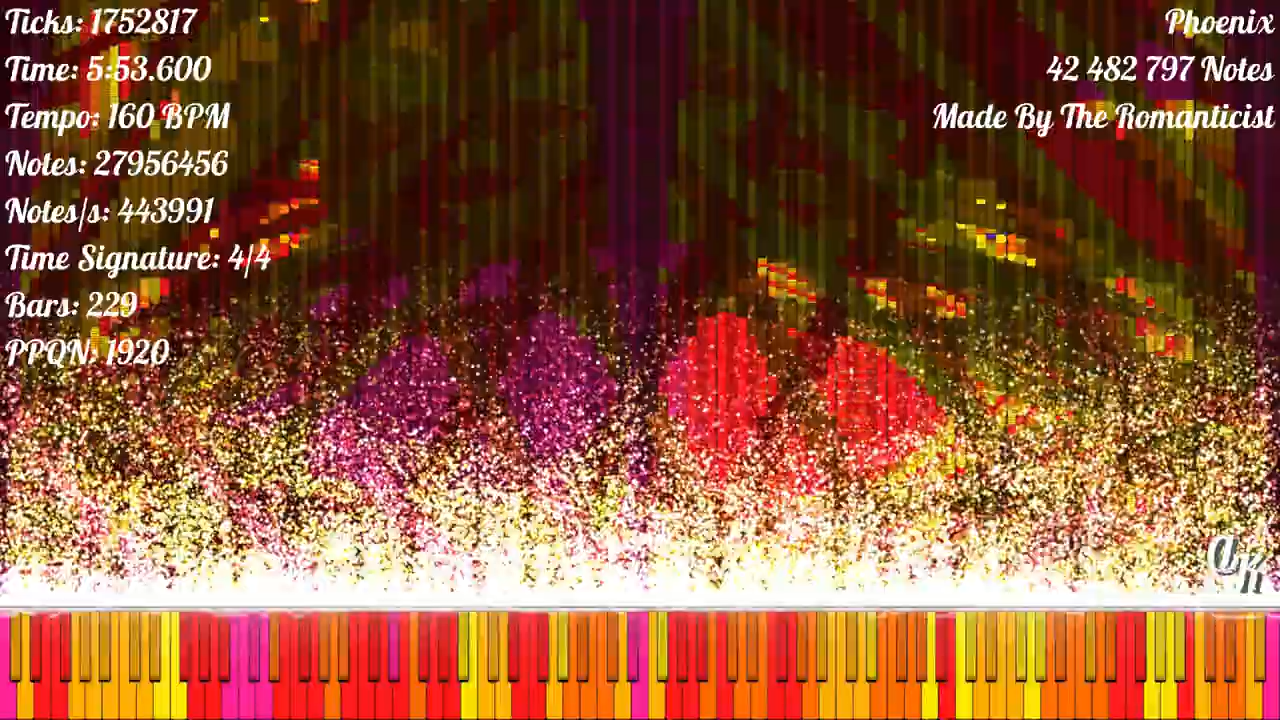 Ticks: 1752817
Time: 5:53.600
Tempo: 160 BPM
Notes: 27956456
Notes/s: 443991
Time Signature: 4/4
Bars: 229
PPQN: 1920
Phoenix
42 482 797 Notes
Made By The Romanticist